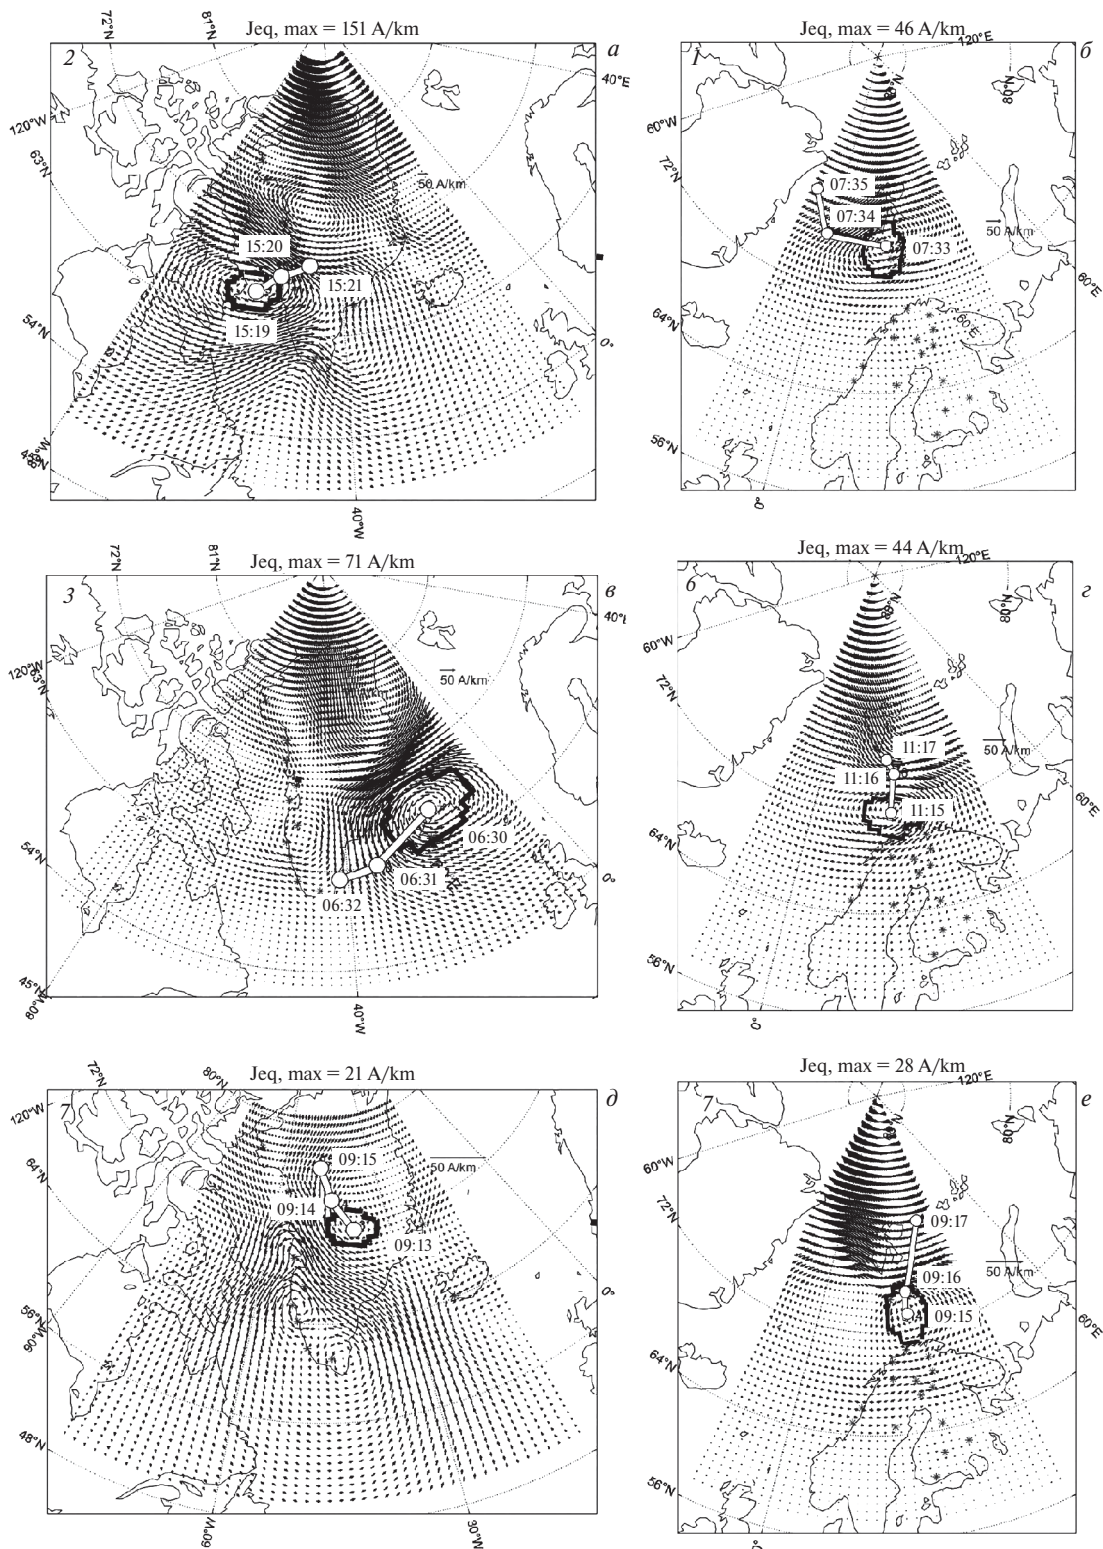 Jeq, max = 151 A/km
2
а
72°N
81°N
40°E
120°W
63°N
54°N
45°N
0°
40°W
50 A/km
15:20
15:21
15:19
Jeq, max = 46 A/km
1
б
120°E
80°N
60°W
72°N
64°N
56°N
0°
60°E
60°E
50 A/km
07:35
07:34
07:33
Jeq, max = 71 A/km
3
в
72°N
81°N
120°W
63°N
54°N
45°N
80°W
40°W
0°
50 A/km
06:30
06:31
06:32
Jeq, max = 44 A/km
6
г
120°E
80°N
60°W
72°N
64°N
56°N
0°
60°E
50 A/km
11:17
11:16
11:15
Jeq, max = 21 A/km
7
д
72°N
80°N
120°W
64°N
56°N
90°W
48°N
60°W
30°W
0°
50 A/km
09:15
09:14
09:13
Jeq, max = 28 A/km
7
е
120°E
80°N
60°W
72°N
64°N
56°N
60°E
50 A/km
09:17
09:16
09:15